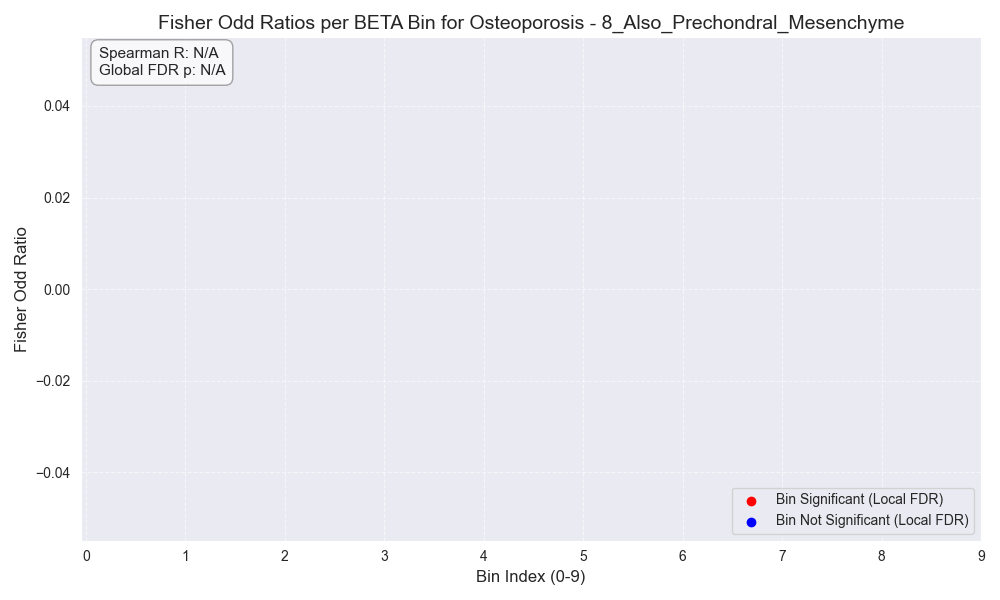 Fisher Odd Ratios per BETA Bin for Osteoporosis - 8_Also_Prechondral_Mesenchyme
Spearman R: N/A
Global FDR p: N/A
Fisher Odd Ratio
0.04
0.02
0.00
−0.02
−0.04
Bin Significant (Local FDR)
Bin Not Significant (Local FDR)
0 1 2 3 4 5 6 7 8 9
Bin Index (0-9)